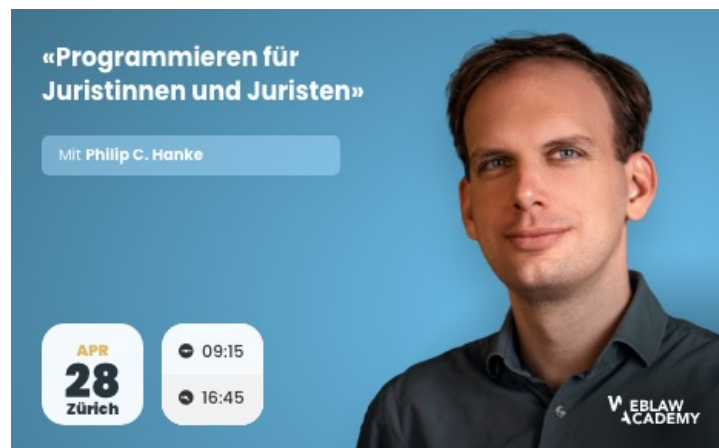 «Programmieren für
Juristinnen und Juristen»
Mit Philip C. Hanke
APR
28
Zürich
09:15
16:45
WEBLAW
ACADEMY